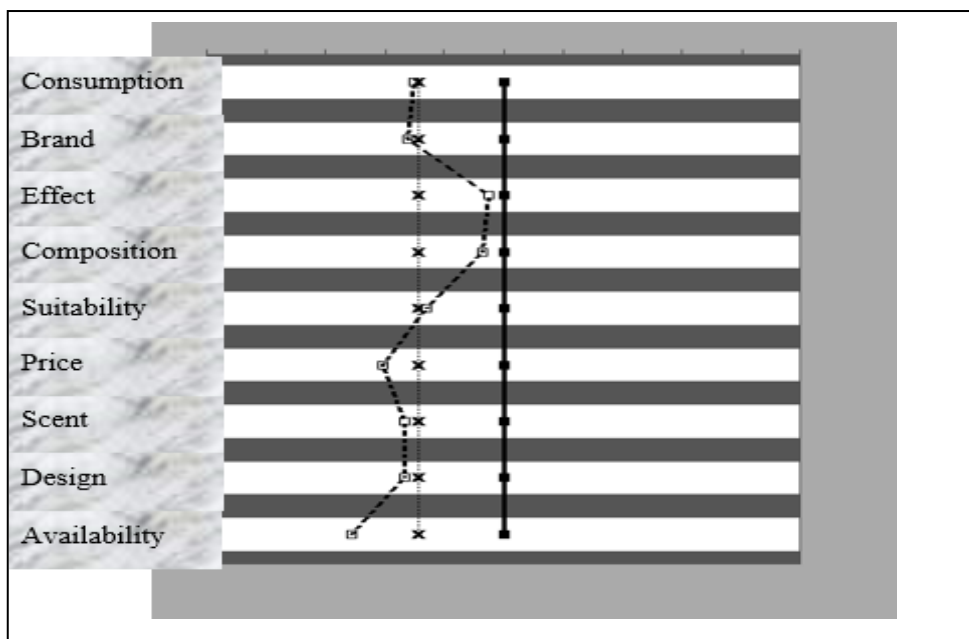 Consumption
Brand
Effect
Composition
Suitability
Price
Scent
Design
Availability